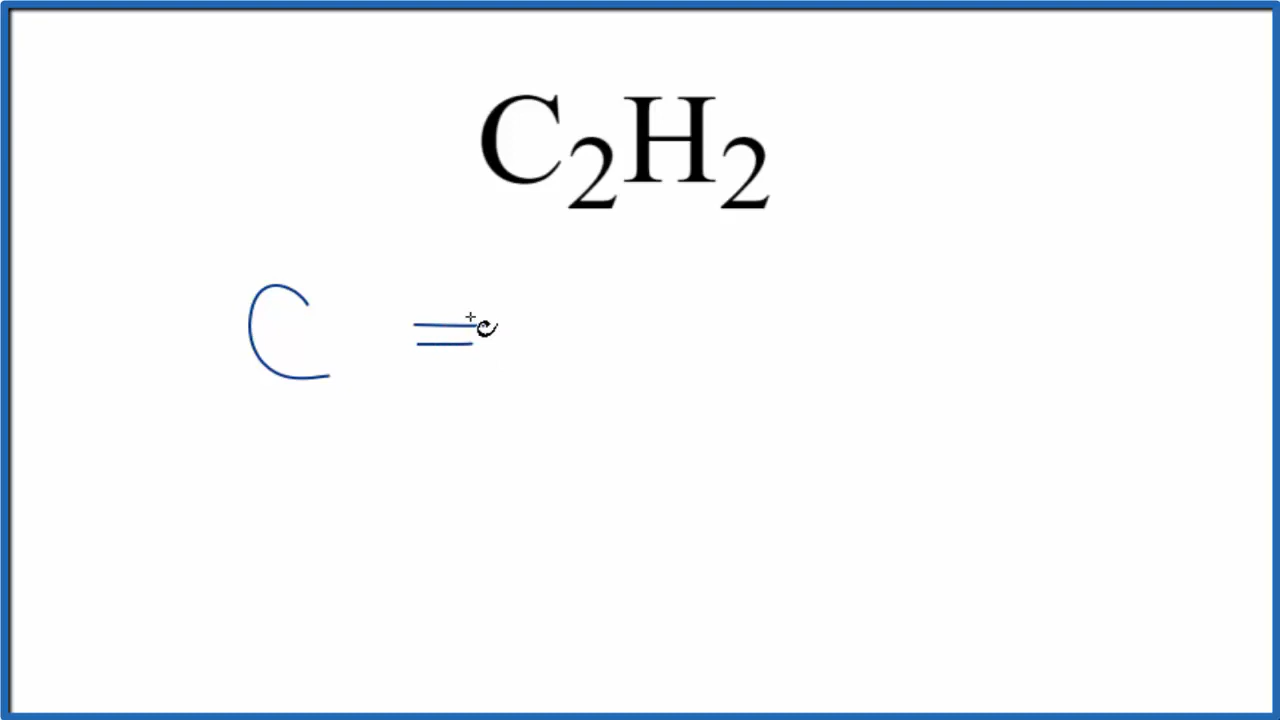 C₂H₂
C =